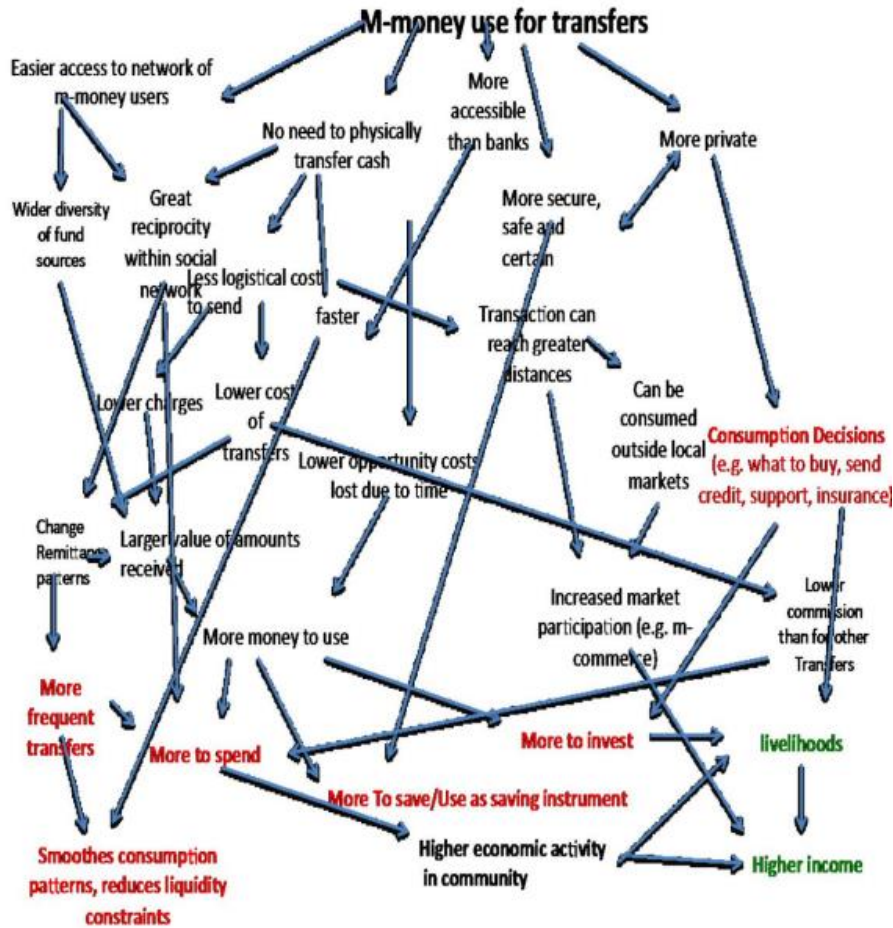 M-money use for transfers
Easier access to network of
m-money users
More
accessible
than banks
No need to physically
transfer cash
More private
Wider diversity
of fund
sources
Great
reciprocity
within social
network
More secure,
safe and
certain
Less logistical cost
to send
faster
Transaction can
reach greater
distances
Lower charges
Lower cost
of
transfers
Can be
consumed
outside local
markets
Consumption Decisions
(e.g. what to buy, send
credit, support, insurance)
Lower opportunity costs
lost due to time
Change
Remittance
patterns
Larger value of amounts
received
Increased market
participation (e.g. m-
commerce)
Lower
commission
than for other
Transfers
More money to use
More
frequent
transfers
More to spend
More to invest
livelihoods
More To save/Use as saving instrument
Higher economic activity
in community
Higher income
Smoothes consumption
patterns, reduces liquidity
constraints